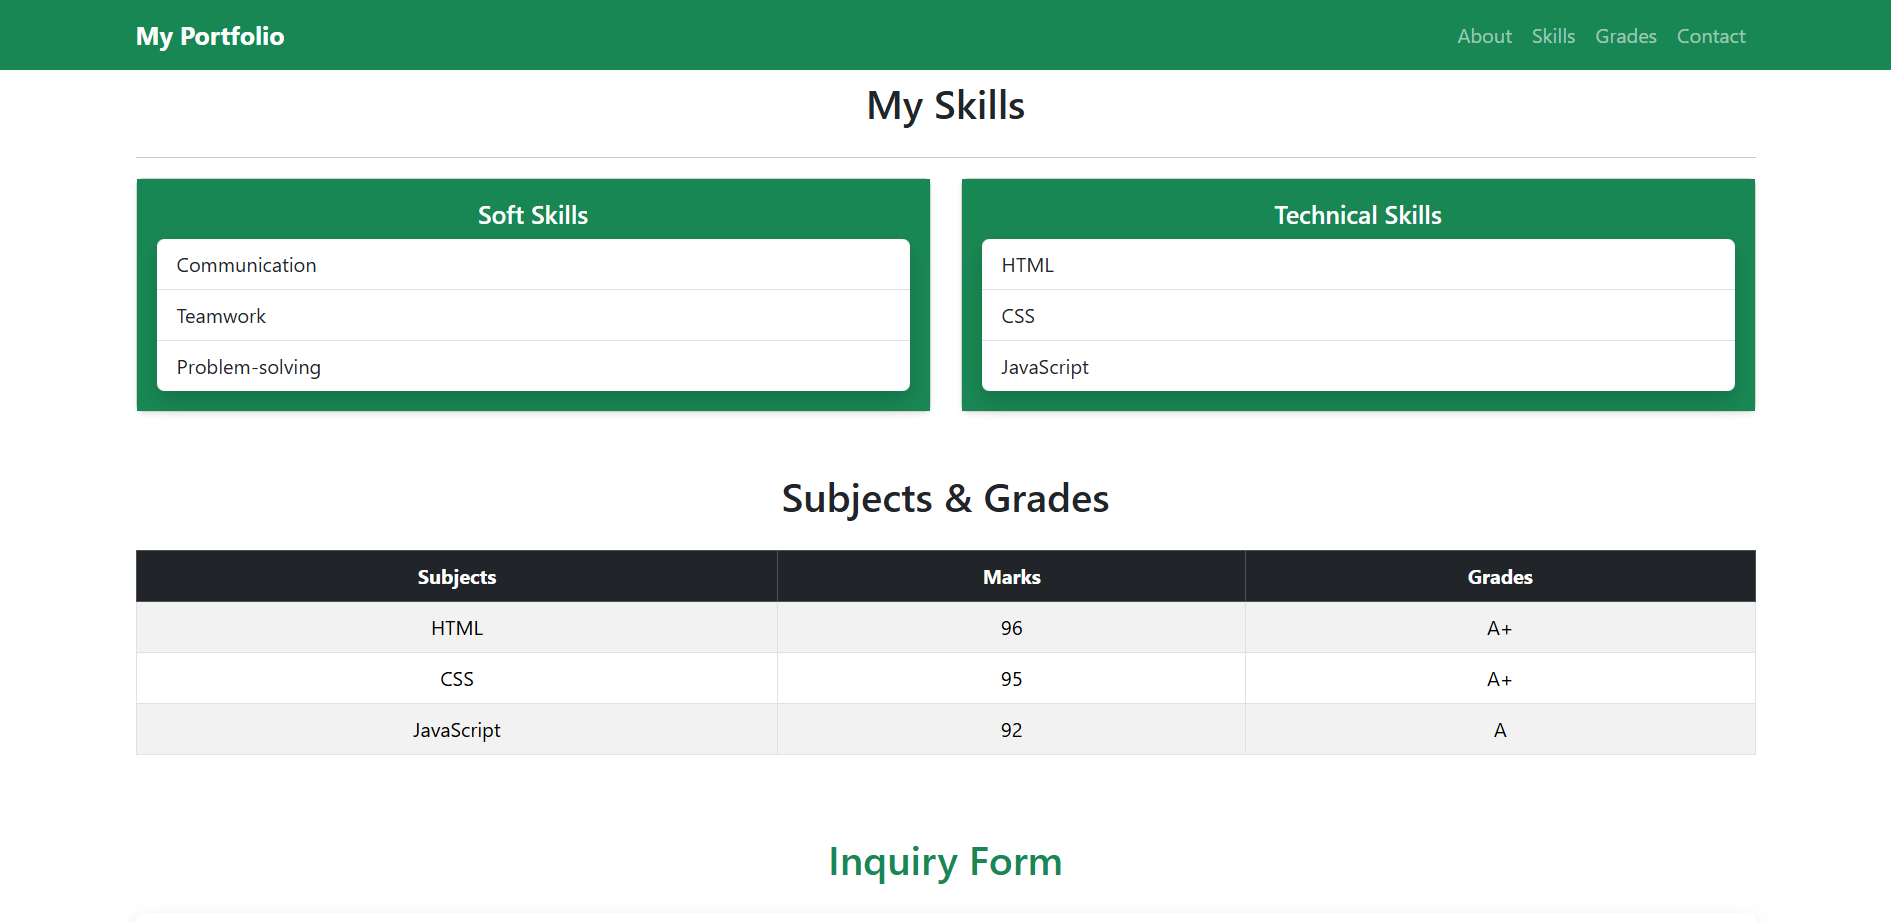 My Portfolio About Skills Grades Contact
My Skills
Soft Skills
Communication
Teamwork
Problem-solving
Technical Skills
HTML
CSS
JavaScript
Subjects & Grades
Subjects Marks Grades
HTML 96 A+
CSS 95 A+
JavaScript 92 A
Inquiry Form